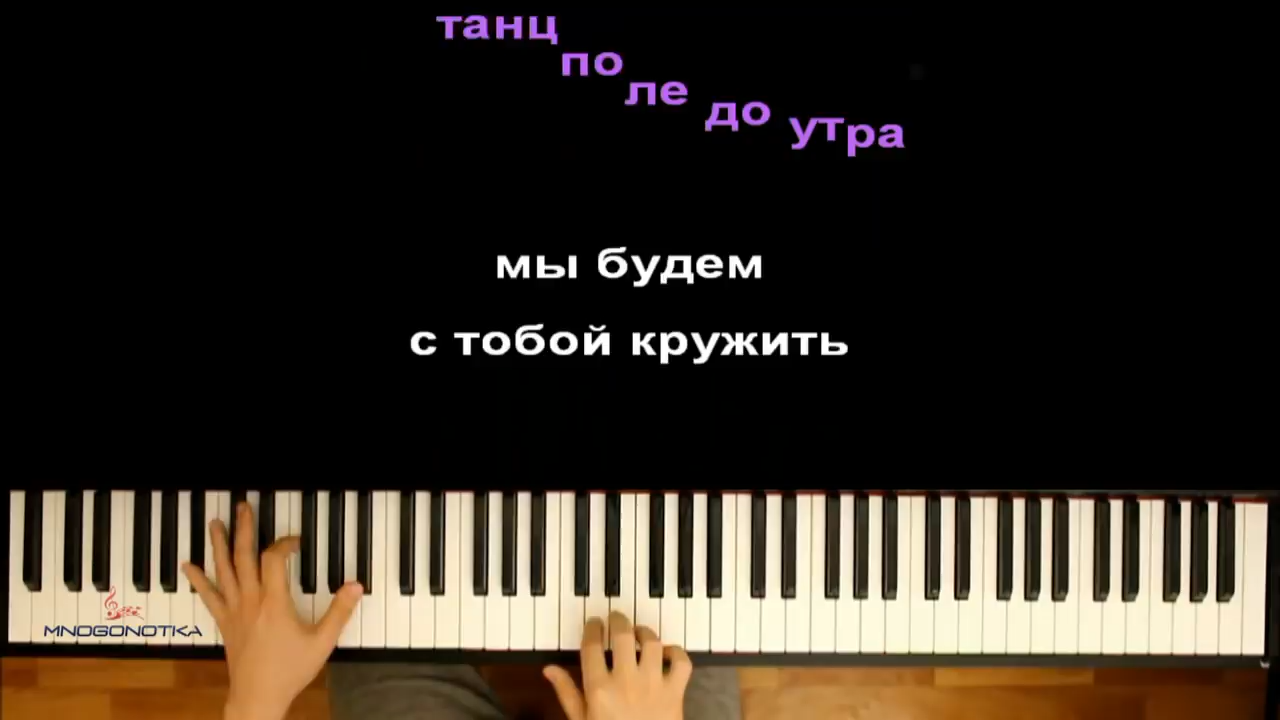 танц по ле до утра
мы будем
с тобой кружить
MNOGONOTKA